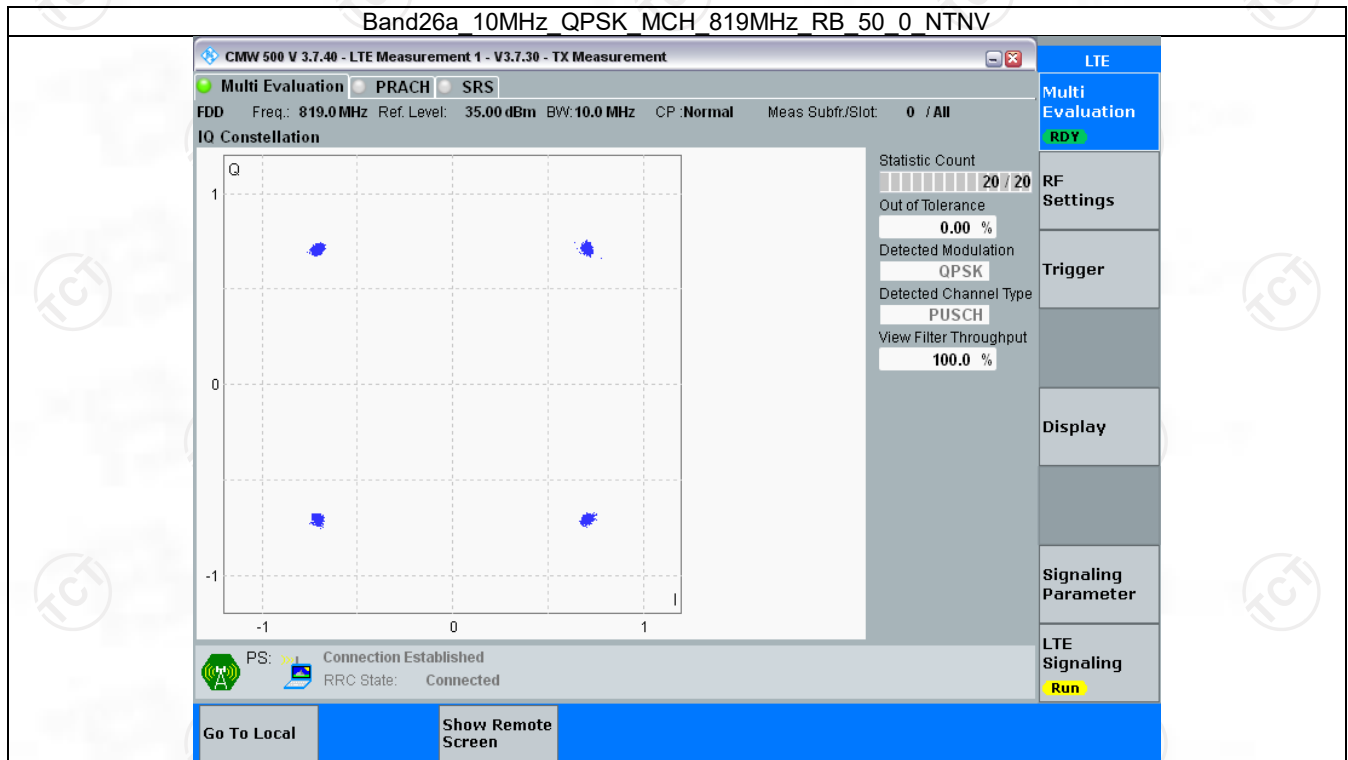 Band26a_10MHz_QPSK_MCH_819MHz_RB_50_0_NTNV
CMW 500 V 3.7.40 - LTE Measurement 1 - V3.7.30 - TX Measurement
LTE
Multi Evaluation PRACH SRS
FDD Freq.: 819.0 MHz Ref. Level: 35.00 dBm BW: 10.0 MHz CP :Normal Meas Subfr./Slot: 0 / All
IQ Constellation
Q
1
0
-1
I
-1 0 1
Statistic Count
20 / 20
Out of Tolerance
0.00 %
Detected Modulation
QPSK
Detected Channel Type
PUSCH
View Filter Throughput
100.0 %
Multi
Evaluation
RDY
RF
Settings
Trigger
Display
Signaling
Parameter
LTE
Signaling
Run
PS: Connection Established
RRC State: Connected
Go To Local
Show Remote
Screen
TCT
TCT
TCT
TCT